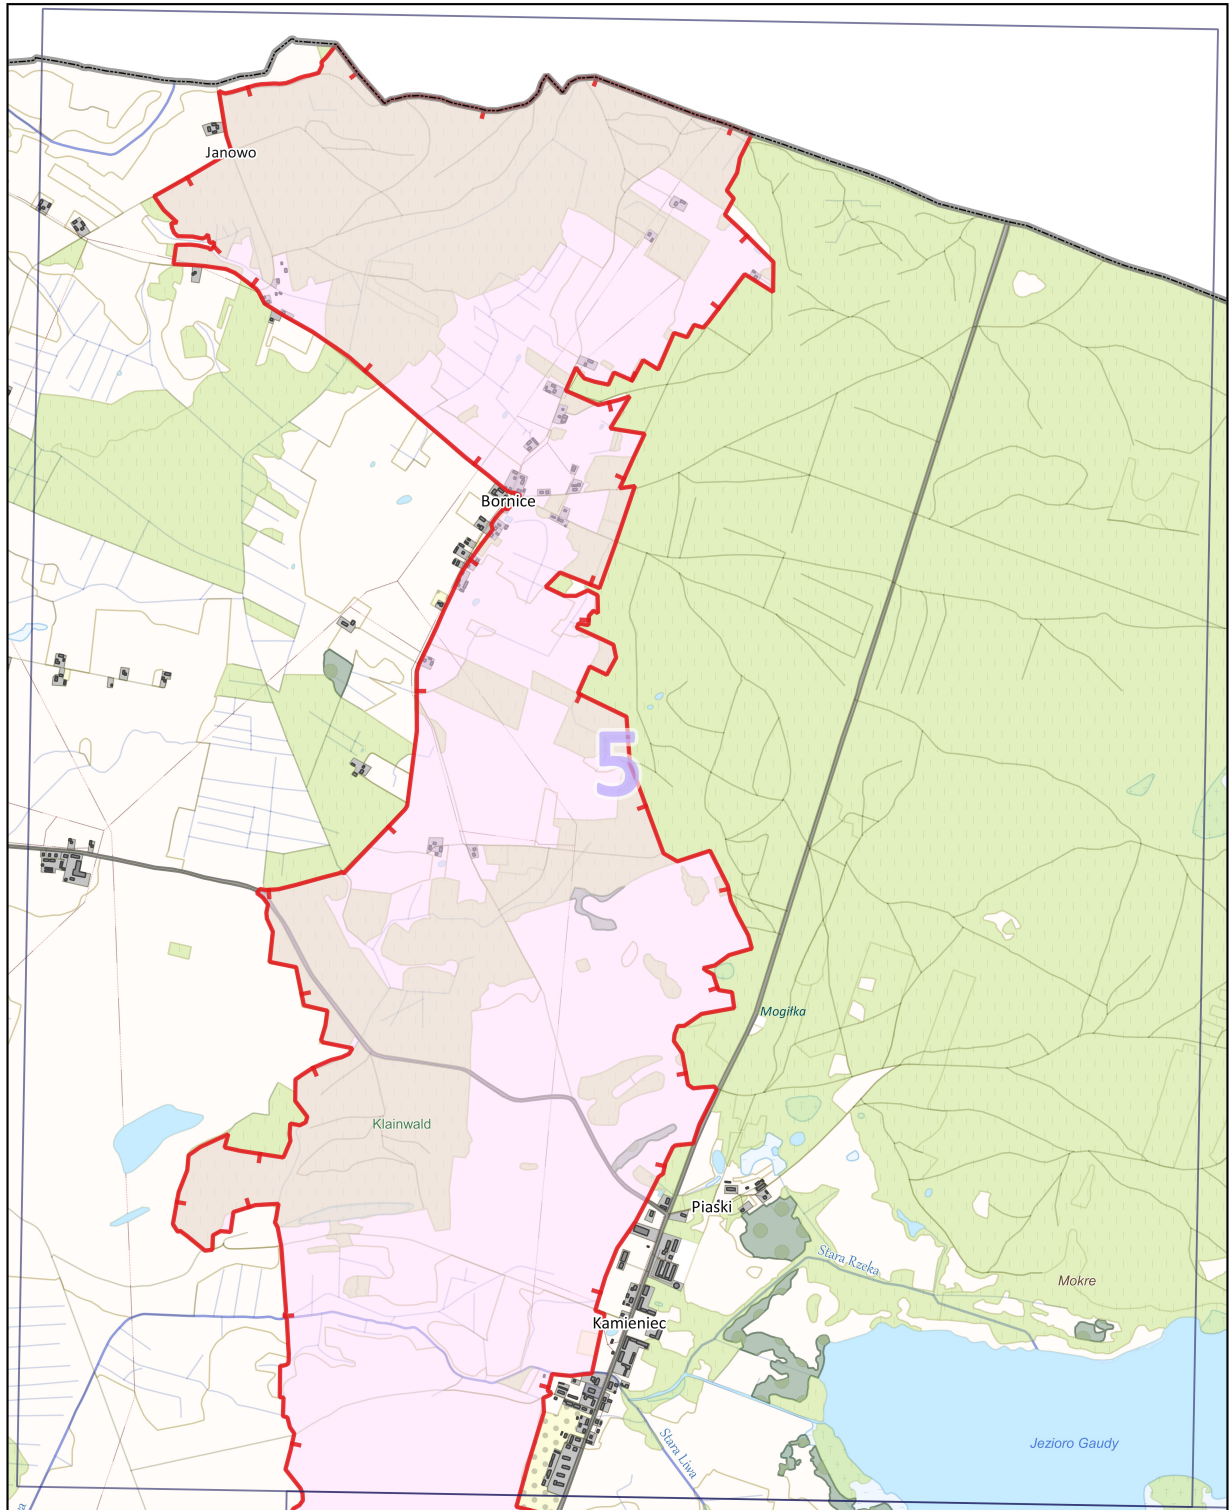 Janowo
Bornice
5
Mogiłka
Klainwald
Piaski
Stara Rzeka
Mokre
Kamieniec
Jezioro Gaudy
Stara Liwa